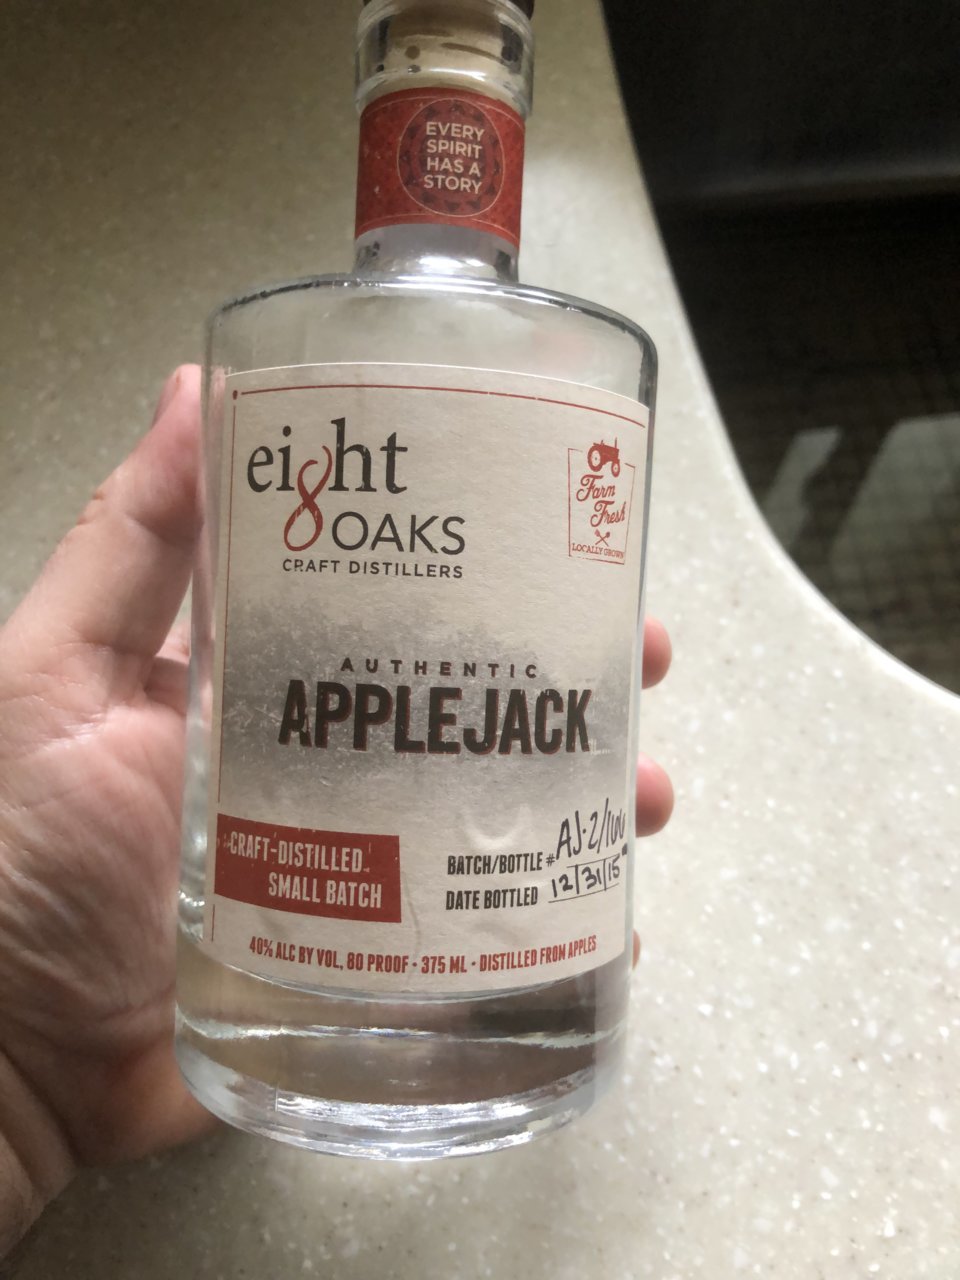 EVERY
SPIRIT
HAS A
STORY
eight
8 OAKS
CRAFT DISTILLERS
Farm
Fresh
LOCALLY GROWN
AUTHENTIC
APPLEJACK
CRAFT-DISTILLED
SMALL BATCH
BATCH/BOTTLE # AJ-2/
DATE BOTTLED 12/31/15
40% ALC BY VOL, 80 PROOF • 375 ML • DISTILLED FROM APPLES